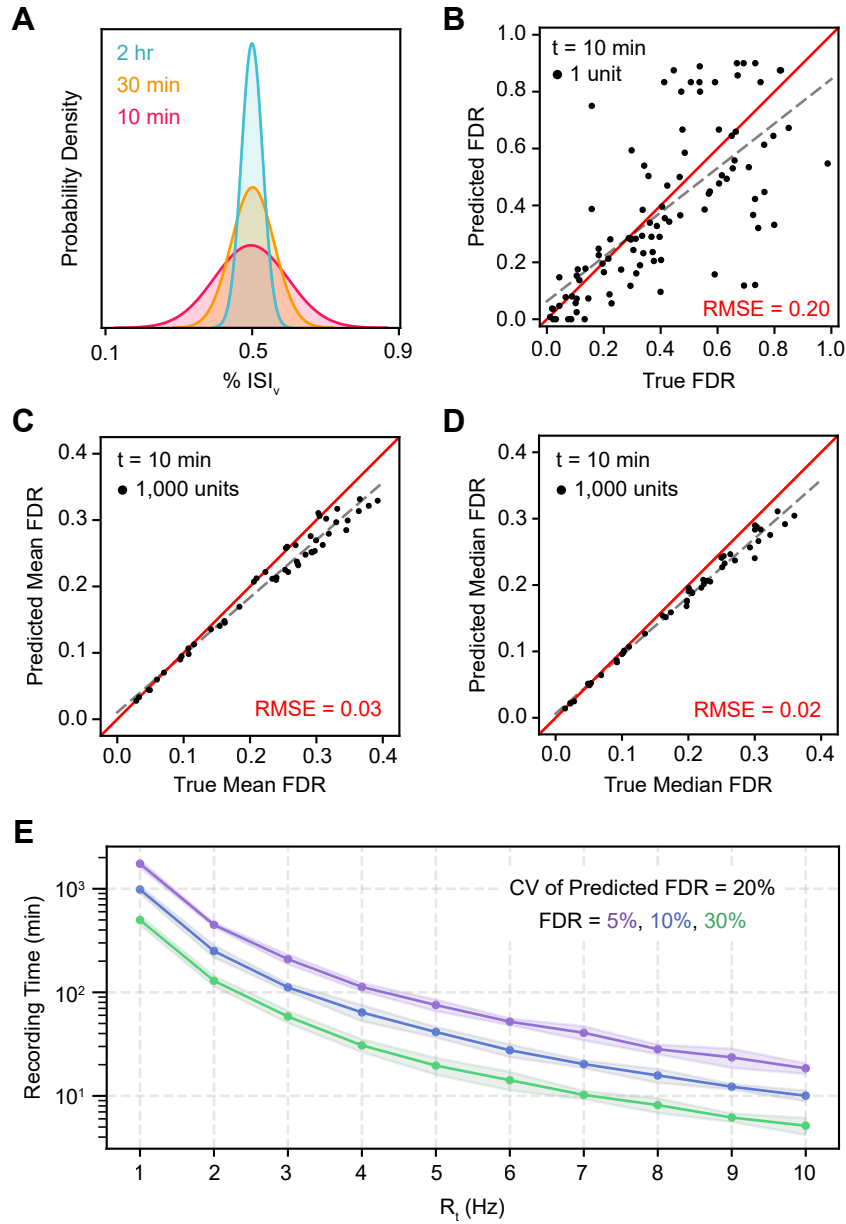 A
2 hr
30 min
10 min
Probability Density
0.1
0.5
0.9
% ISIv
B
t = 10 min
1 unit
RMSE = 0.20
Predicted FDR
1.0
0.8
0.6
0.4
0.2
0.0
0.0
0.2
0.4
0.6
0.8
1.0
True FDR
C
t = 10 min
1,000 units
RMSE = 0.03
Predicted Mean FDR
0.4
0.3
0.2
0.1
0.0
0.0
0.1
0.2
0.3
0.4
True Mean FDR
D
t = 10 min
1,000 units
RMSE = 0.02
Predicted Median FDR
0.4
0.3
0.2
0.1
0.0
0.0
0.1
0.2
0.3
0.4
True Median FDR
E
CV of Predicted FDR = 20%
FDR = 5%, 10%, 30%
Recording Time (min)
10³
10²
10¹
1
2
3
4
5
6
7
8
9
10
Rt (Hz)